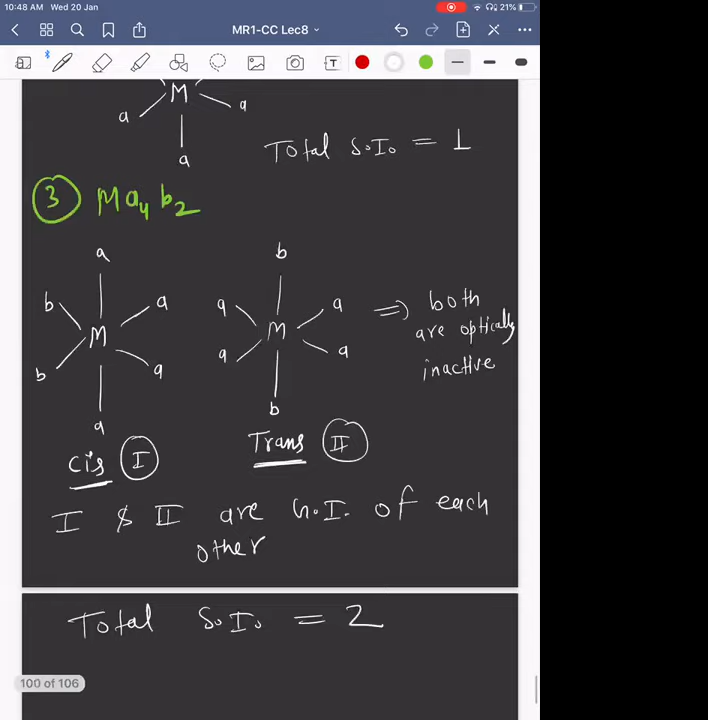 10:48 AM Wed 20 Jan
21%
MR1-CC Lec8
T
M
a
a
a
Total S.I. = 1
3 Ma4b2
a
b
b
a
a
b
M
a
b
a
a
a
M
a
a
b
=> both
are optically
inactive
Cis I
Trans II
I & II are G.I. of each
other
Total S.I. = 2
100 of 106